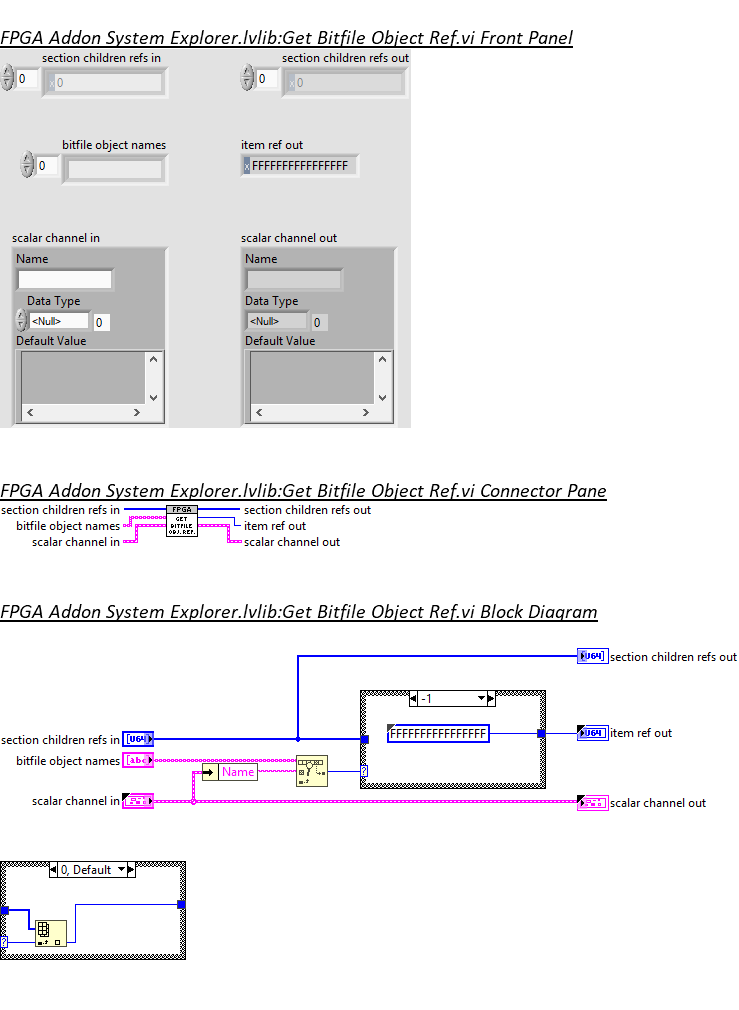 FPGA Addon System Explorer.lvlib:Get Bitfile Object Ref.vi Front Panel
section children refs in
section children refs out
0
x 0
0
x 0
bitfile object names
item ref out
0
x FFFFFFFFFFFFFFFF
scalar channel in
scalar channel out
Name
Name
Data Type
Data Type
<Null>
0
<Null>
0
Default Value
Default Value
FPGA Addon System Explorer.lvlib:Get Bitfile Object Ref.vi Connector Pane
section children refs in
FPGA
section children refs out
bitfile object names
GET
BITFILE
OBJ. REF.
item ref out
scalar channel in
scalar channel out
FPGA Addon System Explorer.lvlib:Get Bitfile Object Ref.vi Block Diagram
U64
section children refs out
-1
FFFFFFFFFFFFFFFF
U64
item ref out
section children refs in
U64
bitfile object names
abc
Name
?
scalar channel in
scalar channel out
0, Default
?